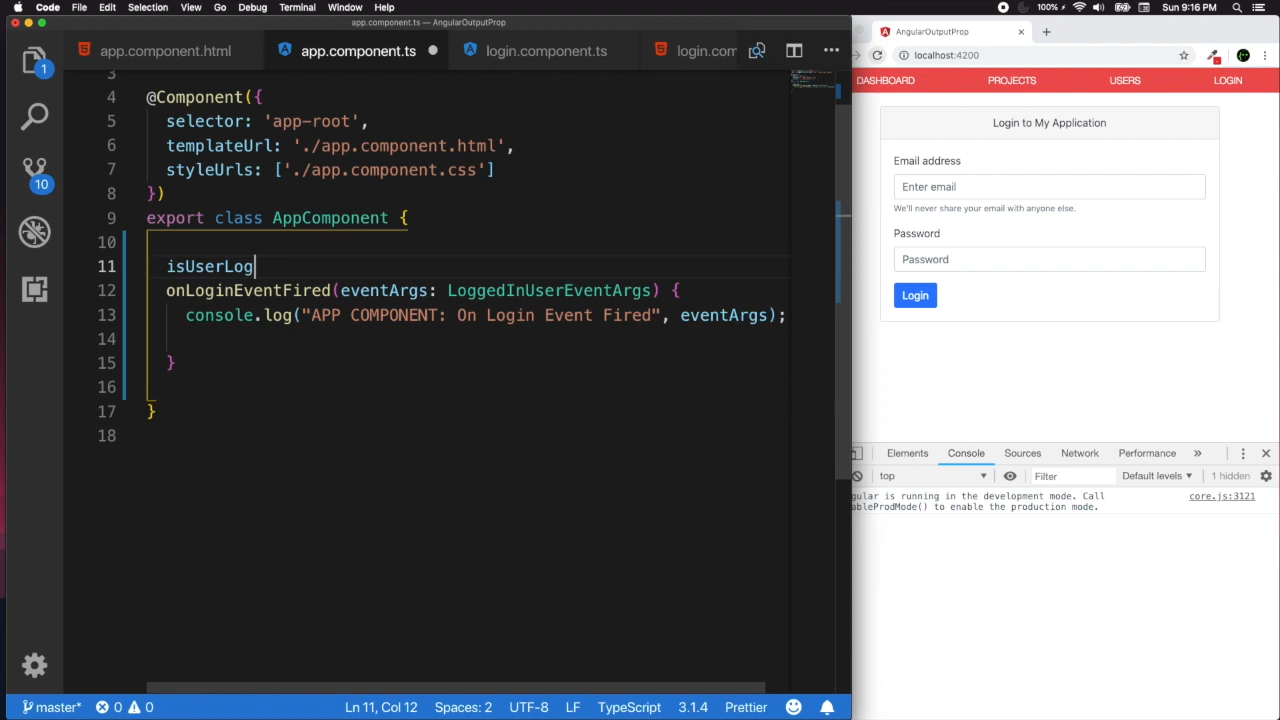 Code File Edit Selection View Go Debug Terminal Window Help
100% Sun 9:16 PM
app.component.ts — AngularOutputProp
app.component.html app.component.ts login.component.ts login.com
1
10
3
4 @Component({
5 selector: 'app-root',
6 templateUrl: './app.component.html',
7 styleUrls: ['./app.component.css']
8 })
9 export class AppComponent {
10
11 isUserLog
12 onLoginEventFired(eventArgs: LoggedInUserEventArgs) {
13 console.log("APP COMPONENT: On Login Event Fired", eventArgs);
14
15 }
16
17 }
18
master* 0 0 Ln 11, Col 12 Spaces: 2 UTF-8 LF TypeScript 3.1.4 Prettier
AngularOutputProp
localhost:4200
DASHBOARD PROJECTS USERS LOGIN
Login to My Application
Email address
Enter email
We'll never share your email with anyone else.
Password
Password
Login
Elements Console Sources Network Performance »
top Filter Default levels 1 hidden
gular is running in the development mode. Call core.js:3121
ableProdMode() to enable the production mode.